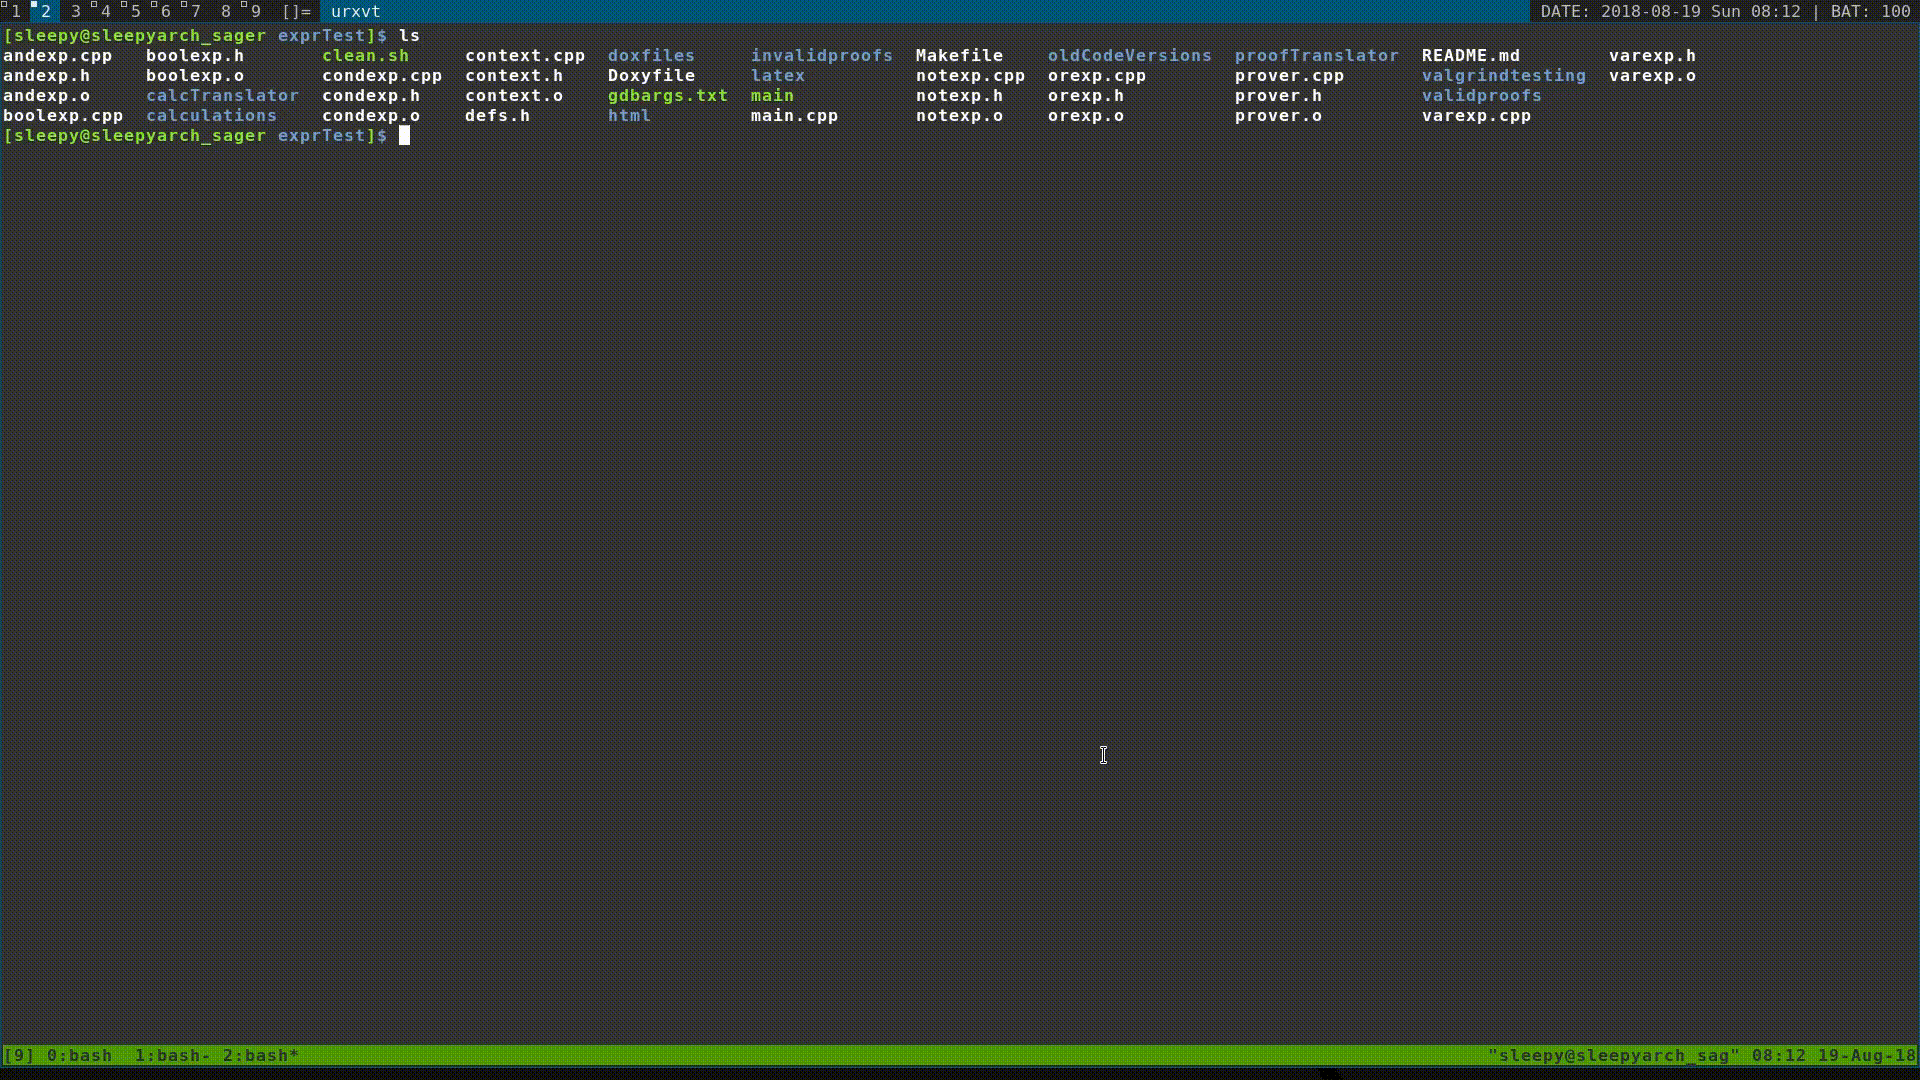 1 2 3 4 5 6 7 8 9 []= urxvt DATE: 2018-08-19 Sun 08:12 | BAT: 100
[sleepy@sleepyarch_sager exprTest]$ ls
andexp.cpp boolexp.h clean.sh context.cpp doxfiles invalidproofs Makefile oldCodeVersions proofTranslator README.md varexp.h
andexp.h boolexp.o condexp.cpp context.h Doxyfile latex notexp.cpp orexp.cpp prover.cpp valgrindtesting varexp.o
andexp.o calcTranslator condexp.h context.o gdbargs.txt main notexp.h orexp.h prover.h validproofs
boolexp.cpp calculations condexp.o defs.h html main.cpp notexp.o orexp.o prover.o varexp.cpp
[sleepy@sleepyarch_sager exprTest]$
[9] 0:bash 1:bash- 2:bash* "sleepy@sleepyarch_sag" 08:12 19-Aug-18